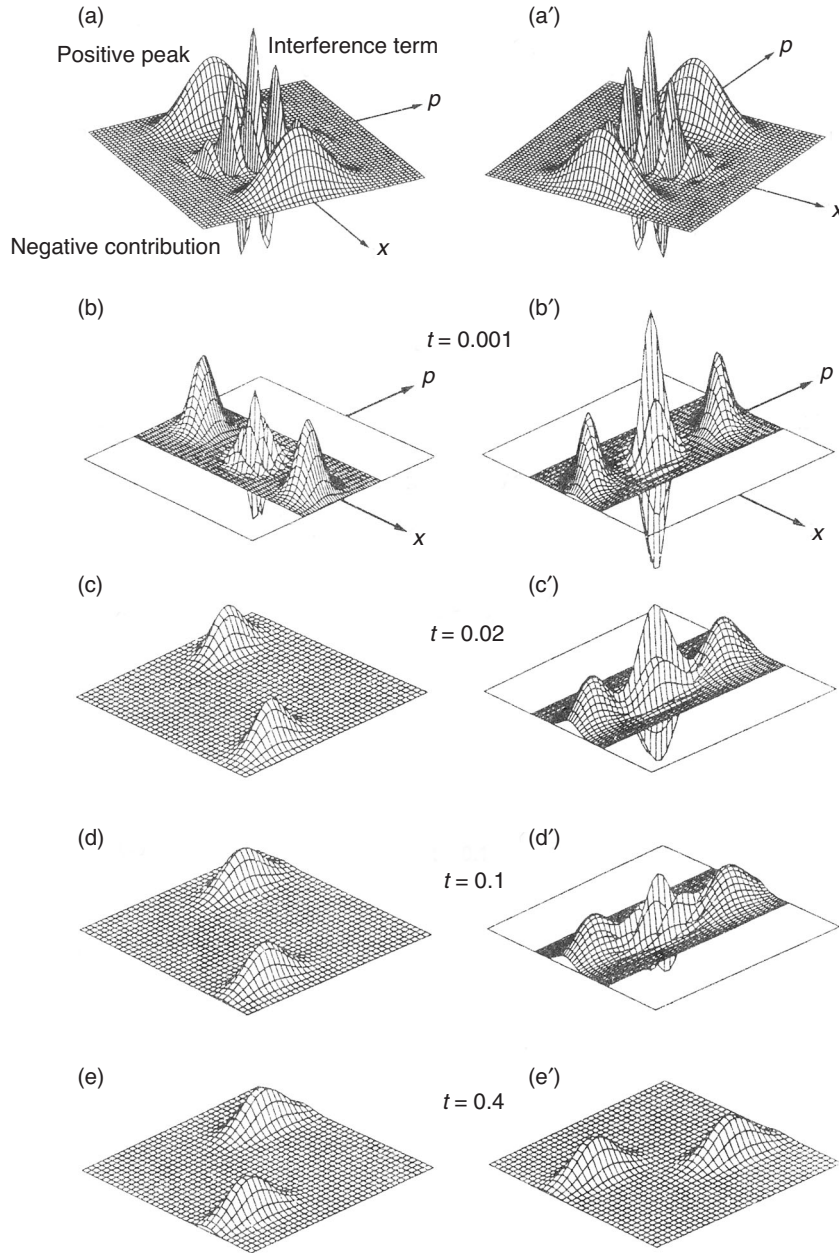 (a)
(a′)
Positive peak
Interference term
p
p
x
x
Negative contribution
(b)
(b′)
t = 0.001
p
p
x
x
(c)
(c′)
t = 0.02
(d)
(d′)
t = 0.1
(e)
(e′)
t = 0.4